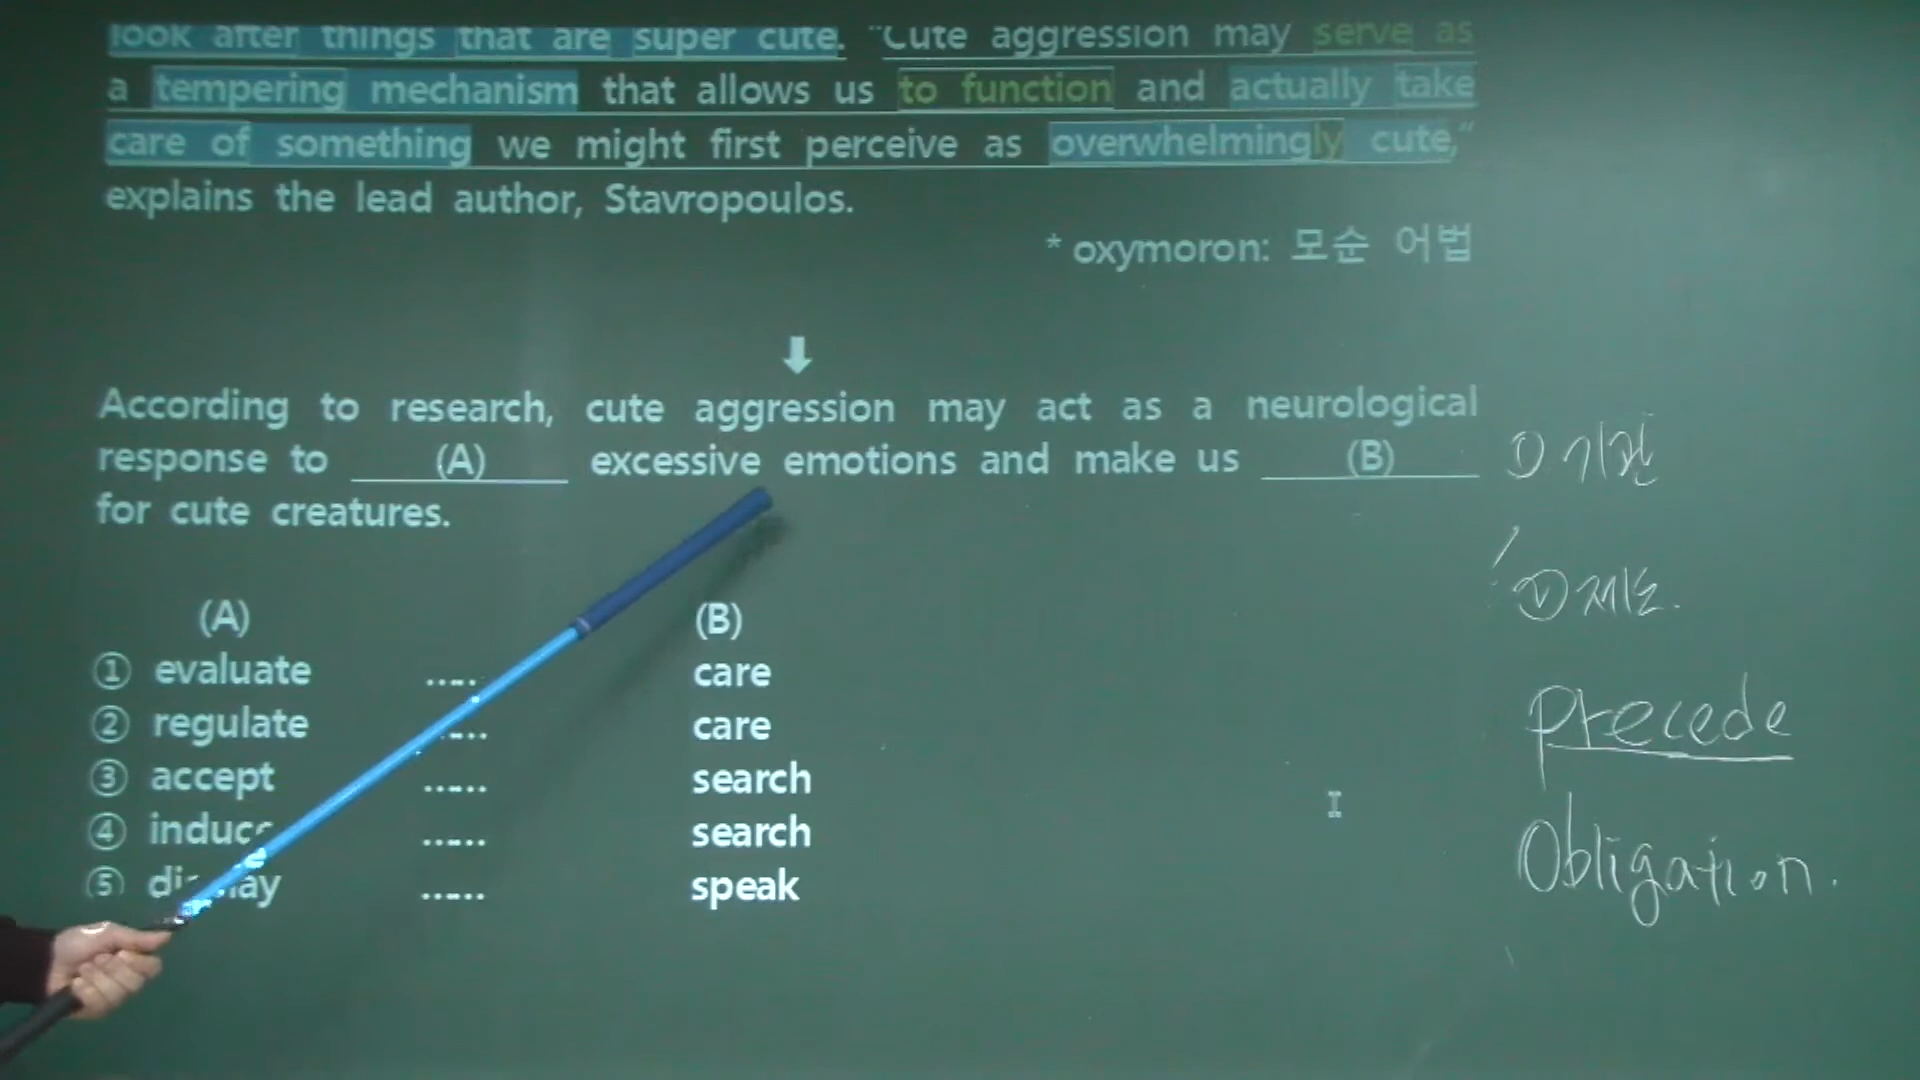 look after things that are super cute. "Cute aggression may serve as
a tempering mechanism that allows us to function and actually take
care of something we might first perceive as overwhelmingly cute,"
explains the lead author, Stavropoulos.
* oxymoron: 모순 어법
According to research, cute aggression may act as a neurological
response to (A) excessive emotions and make us (B)
for cute creatures.
(A) (B)
① evaluate …… care
② regulate …… care
③ accept …… search
④ induce …… search
⑤ display …… speak
① 기관
② 제도.
precede
Obligation.